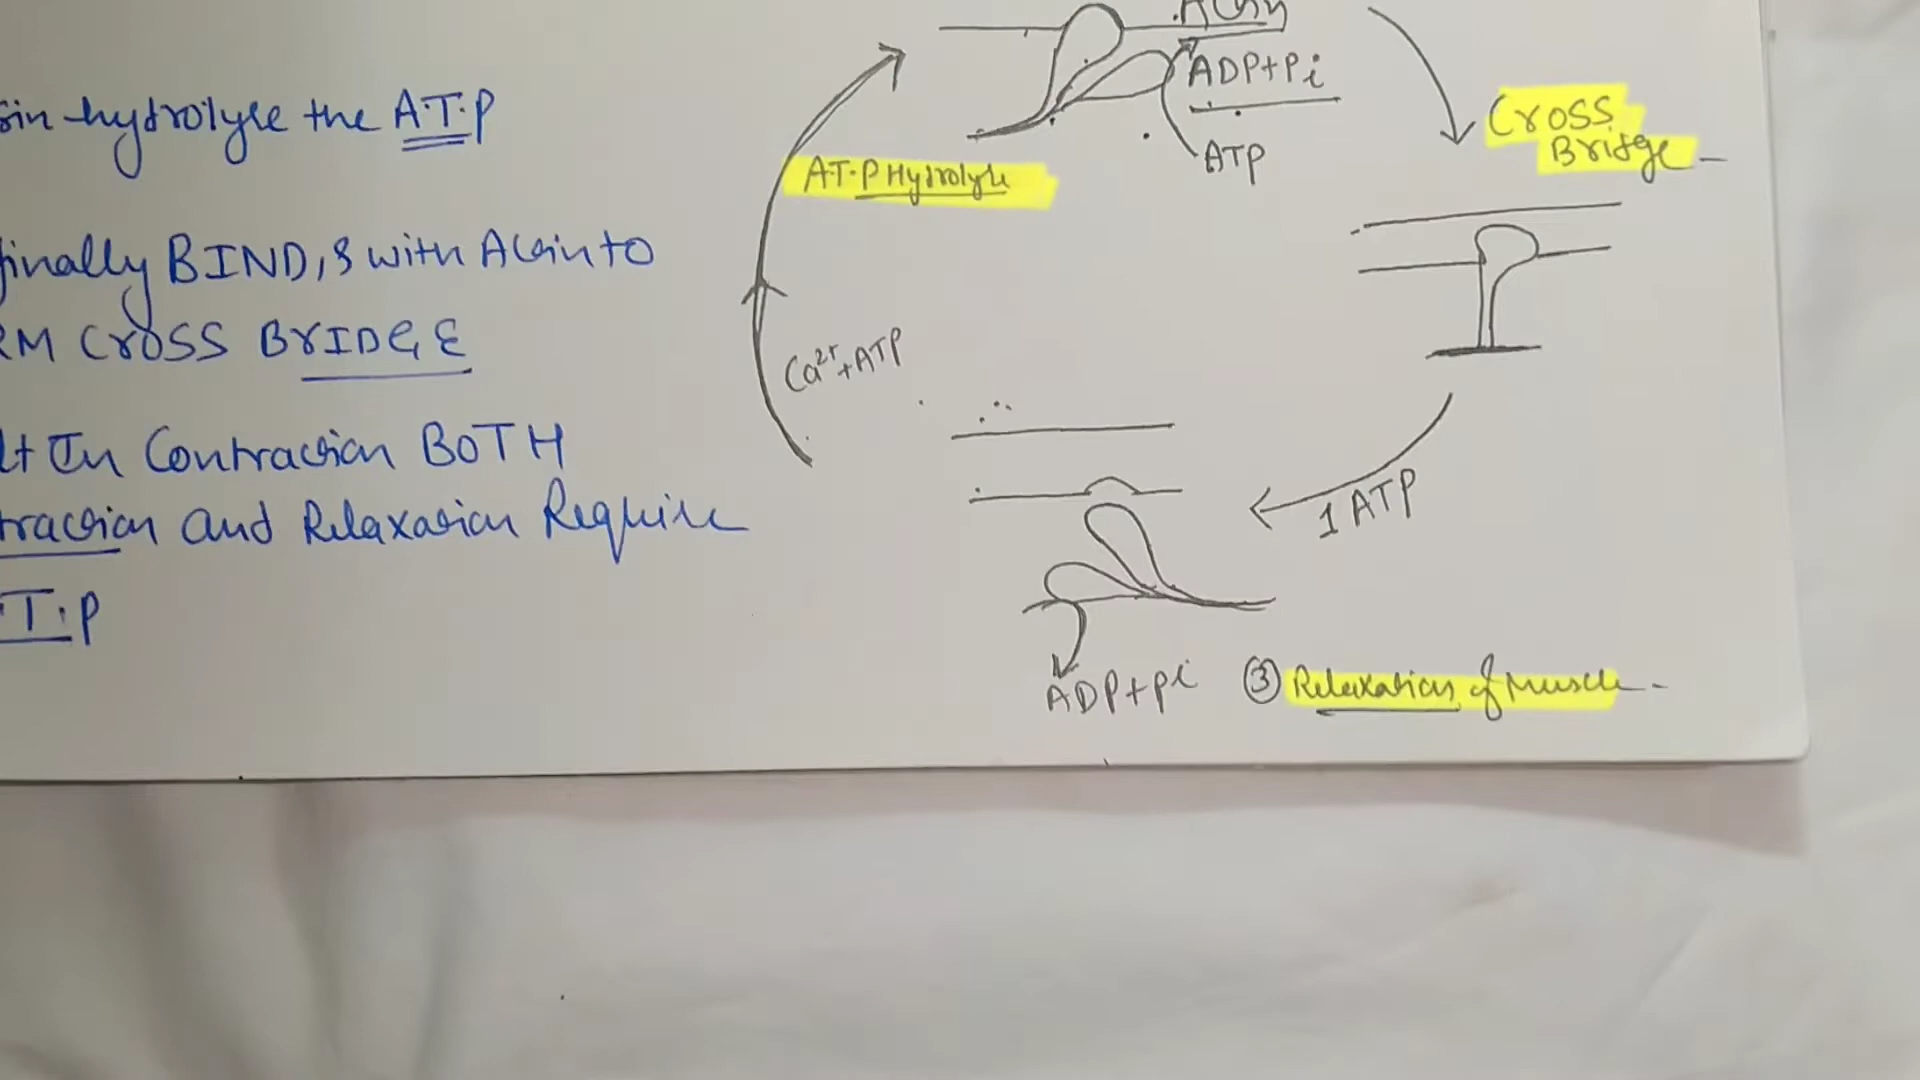 sin hydrolyse the A.T.P
finally BIND,S with Actin to
RM CROSS BRIDGE
lt In Contraction BOTH
traction and Relaxation Require
T.P
Actin
ADP+Pi
ATP
A.T.P Hydrolyse
Cross
Bridge
Ca2+ +ATP
1 ATP
ADP+pi
③ Relaxation of Muscle